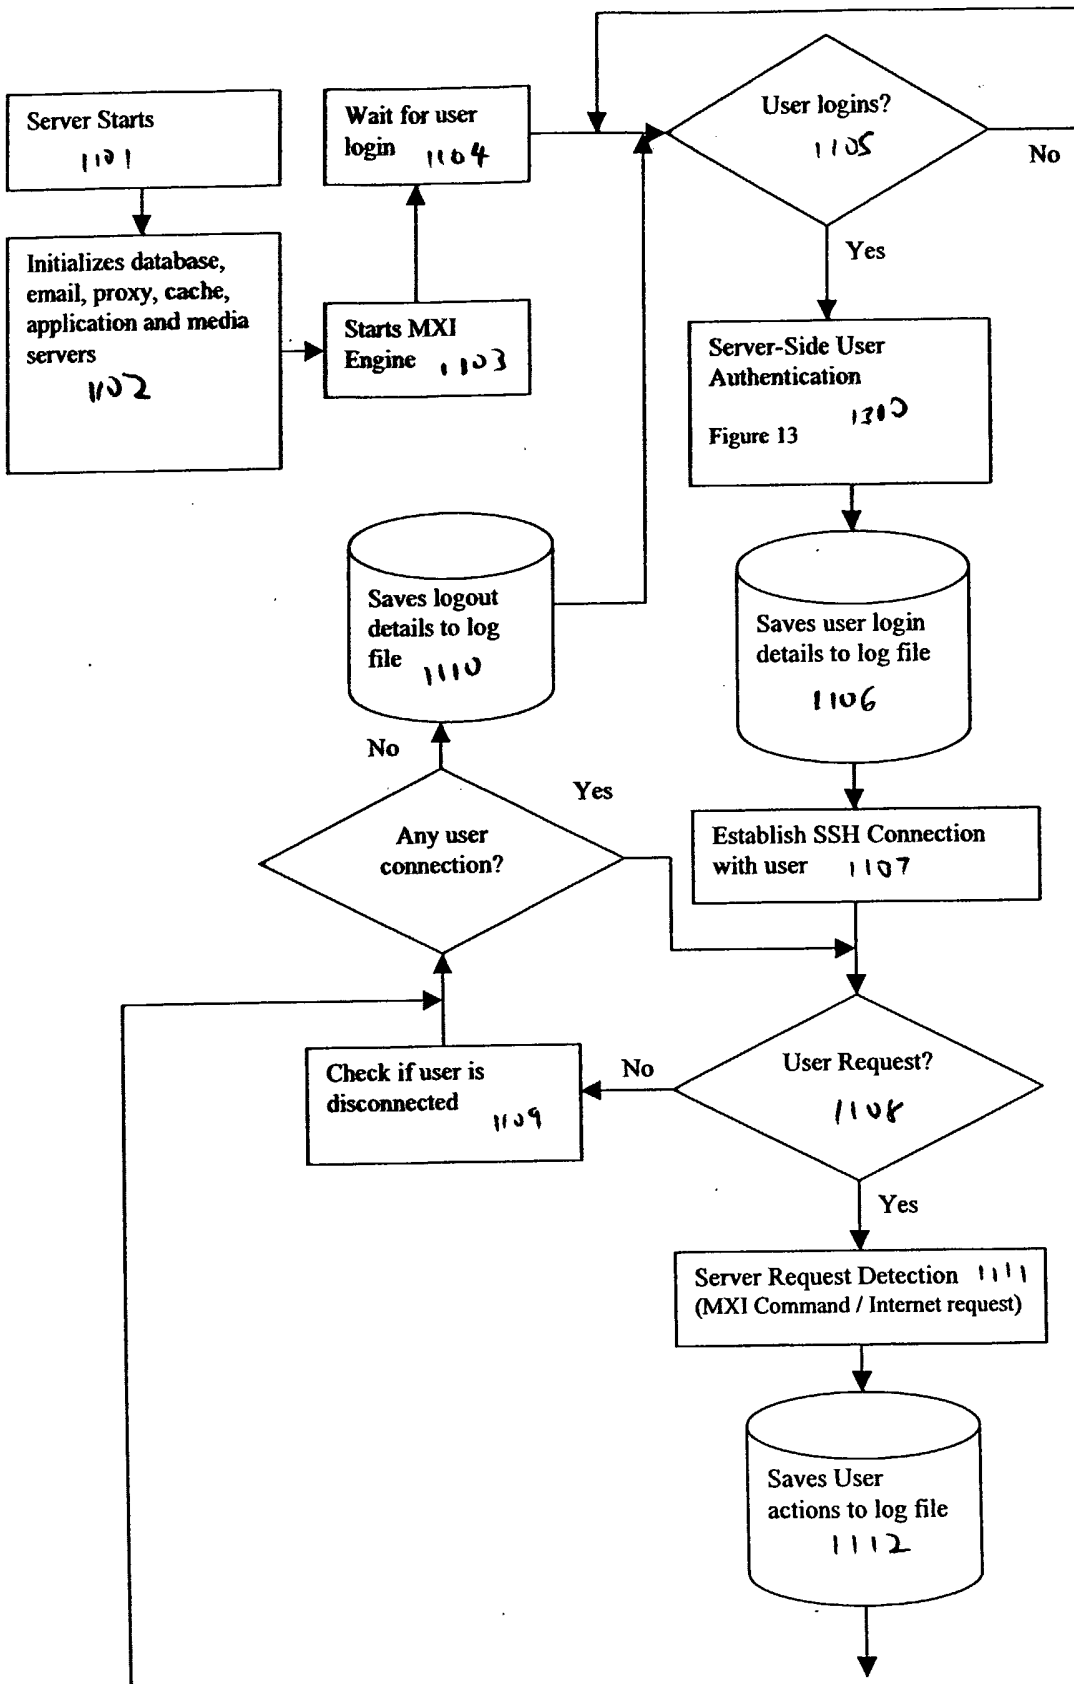 Server Starts
1101
Initializes database,
email, proxy, cache,
application and media
servers
1102
Starts MXI
Engine 1103
Wait for user
login 1104
User logins?
1105
No
Yes
Server-Side User
Authentication
1310
Figure 13
Saves user login
details to log file
1106
Establish SSH Connection
with user 1107
User Request?
1108
No
Yes
Check if user is
disconnected
1109
Any user
connection?
No
Yes
Saves logout
details to log
file 1110
Server Request Detection 1111
(MXI Command / Internet request)
Saves User
actions to log file
1112